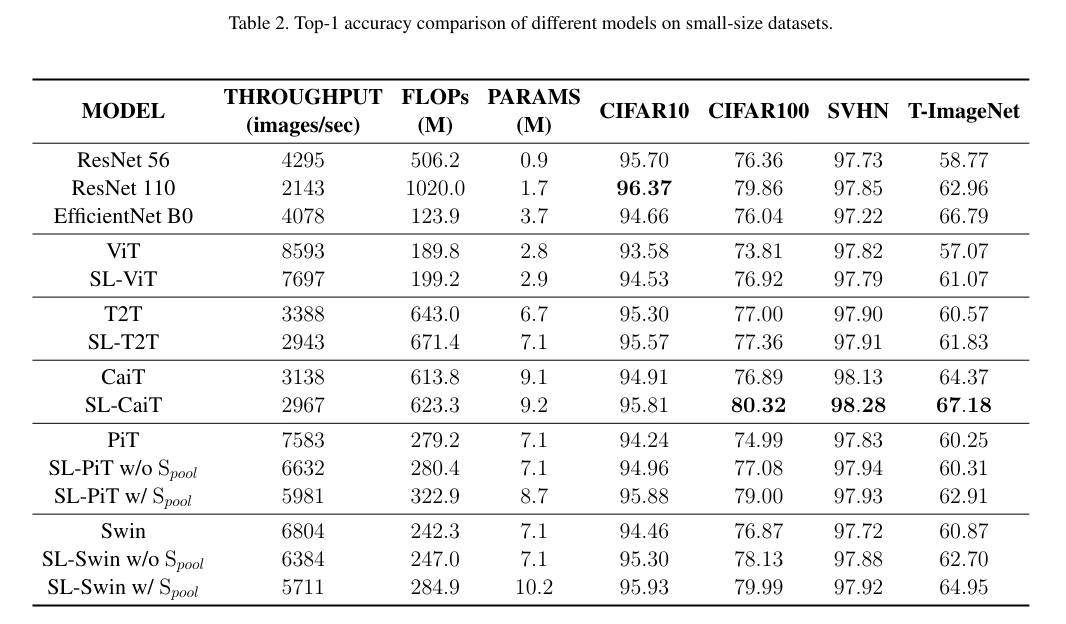 Table 2. Top-1 accuracy comparison of different models on small-size datasets.
MODEL THROUGHPUT (images/sec) FLOPs (M) PARAMS (M) CIFAR10 CIFAR100 SVHN T-ImageNet
ResNet 56 4295 506.2 0.9 95.70 76.36 97.73 58.77
ResNet 110 2143 1020.0 1.7 96.37 79.86 97.85 62.96
EfficientNet B0 4078 123.9 3.7 94.66 76.04 97.22 66.79
ViT 8593 189.8 2.8 93.58 73.81 97.82 57.07
SL-ViT 7697 199.2 2.9 94.53 76.92 97.79 61.07
T2T 3388 643.0 6.7 95.30 77.00 97.90 60.57
SL-T2T 2943 671.4 7.1 95.57 77.36 97.91 61.83
CaiT 3138 613.8 9.1 94.91 76.89 98.13 64.37
SL-CaiT 2967 623.3 9.2 95.81 80.32 98.28 67.18
PiT 7583 279.2 7.1 94.24 74.99 97.83 60.25
SL-PiT w/o Spool 6632 280.4 7.1 94.96 77.08 97.94 60.31
SL-PiT w/ Spool 5981 322.9 8.7 95.88 79.00 97.93 62.91
Swin 6804 242.3 7.1 94.46 76.87 97.72 60.87
SL-Swin w/o Spool 6384 247.0 7.1 95.30 78.13 97.88 62.70
SL-Swin w/ Spool 5711 284.9 10.2 95.93 79.99 97.92 64.95